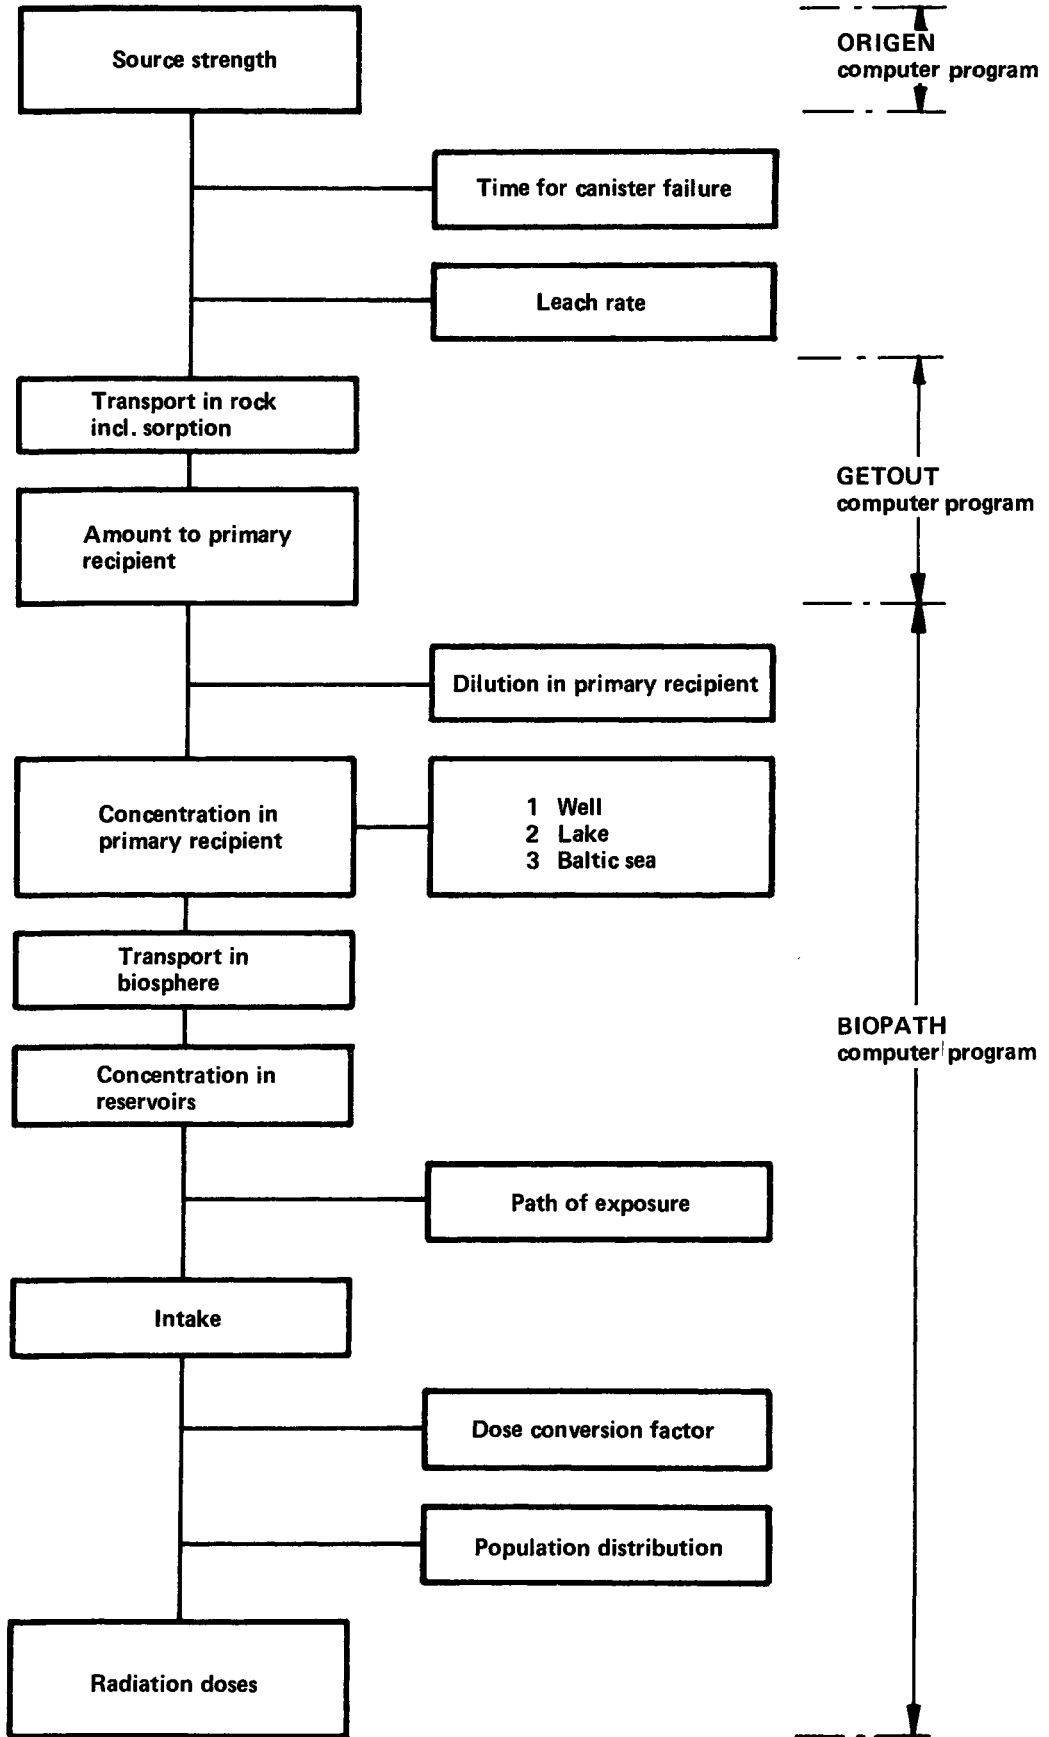 Source strength
ORIGEN
computer program
Time for canister failure
Leach rate
Transport in rock
incl. sorption
GETOUT
computer program
Amount to primary
recipient
Dilution in primary recipient
Concentration in
primary recipient
1 Well
2 Lake
3 Baltic sea
Transport in
biosphere
BIOPATH
computer program
Concentration in
reservoirs
Path of exposure
Intake
Dose conversion factor
Population distribution
Radiation doses